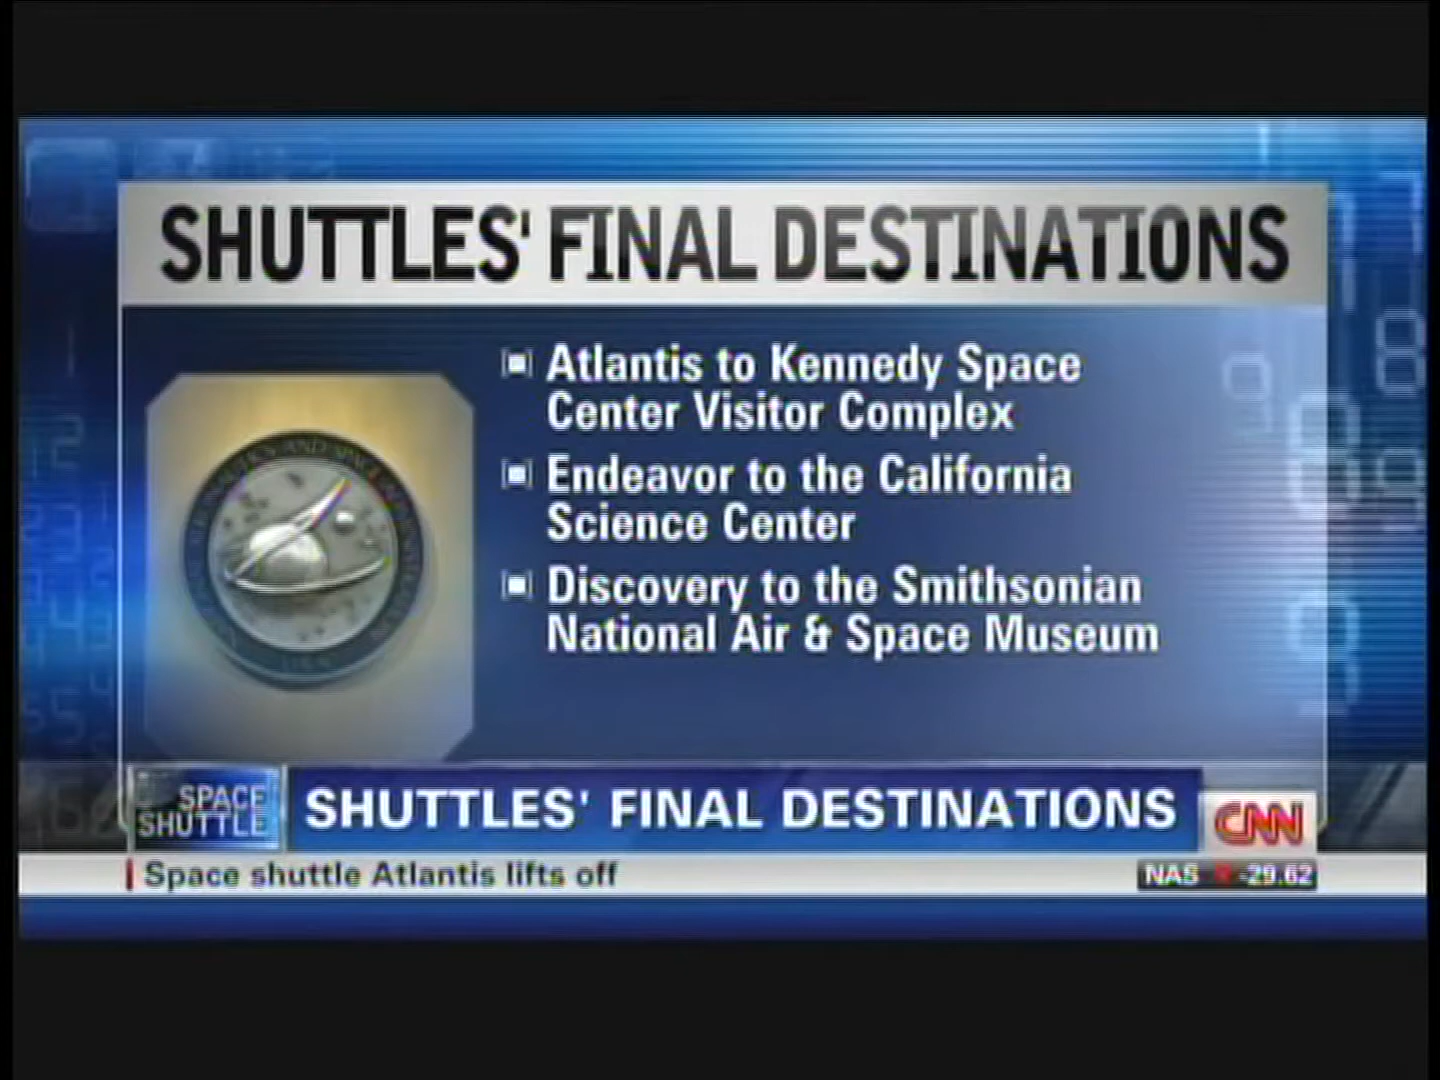 SHUTTLES' FINAL DESTINATIONS
Atlantis to Kennedy Space
Center Visitor Complex
Endeavor to the California
Science Center
Discovery to the Smithsonian
National Air & Space Museum
SPACE
SHUTTLE
SHUTTLES' FINAL DESTINATIONS
CNN
Space shuttle Atlantis lifts off
NAS -29.62